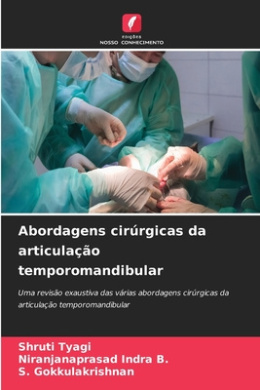 edições
NOSSO CONHECIMENTO
Abordagens cirúrgicas da
articulação
temporomandibular
Uma revisão exaustiva das várias abordagens cirúrgicas da
articulação temporomandibular
Shruti Tyagi
Niranjanaprasad Indra B.
S. Gokkulakrishnan